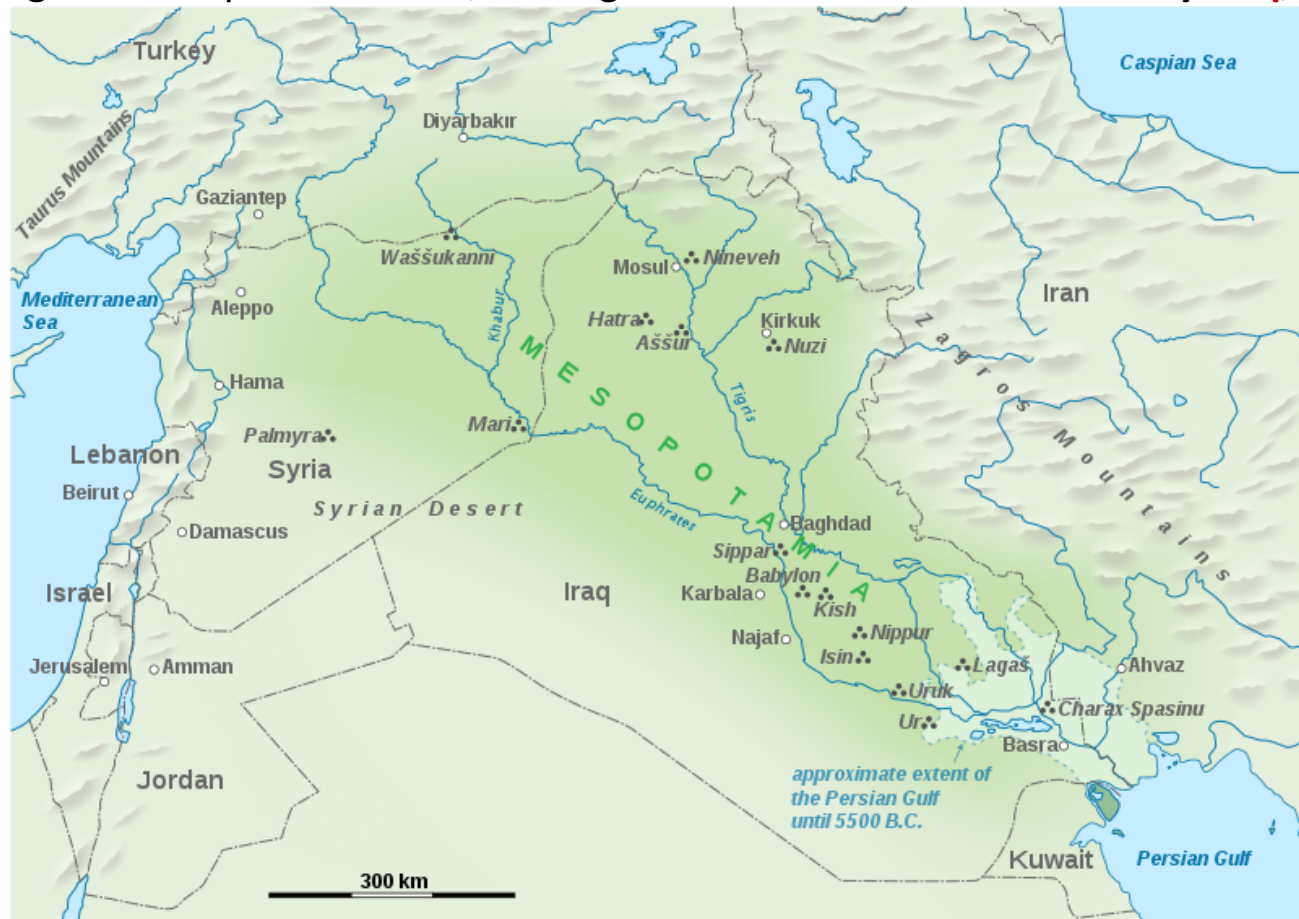 Turkey
Caspian Sea
Taurus Mountains
Diyarbakır
Gaziantep
Waššukanni
Mosul
Nineveh
Mediterranean
Sea
Aleppo
Khabur
Hatra
Aššur
Kirkuk
Nuzi
Iran
Zagros Mountains
MESOPOTAMIA
Tigris
Hama
Mari
Palmyra
Lebanon
Syria
Beirut
Syrian Desert
Euphrates
Baghdad
Damascus
Sippar
Babylon
Israel
Iraq
Karbala
Kish
Najaf
Nippur
Isin
Lagaš
Jerusalem
Amman
Ahvaz
Uruk
Ur
Charax Spasinu
Basra
Jordan
approximate extent of
the Persian Gulf
until 5500 B.C.
Kuwait
Persian Gulf
300 km